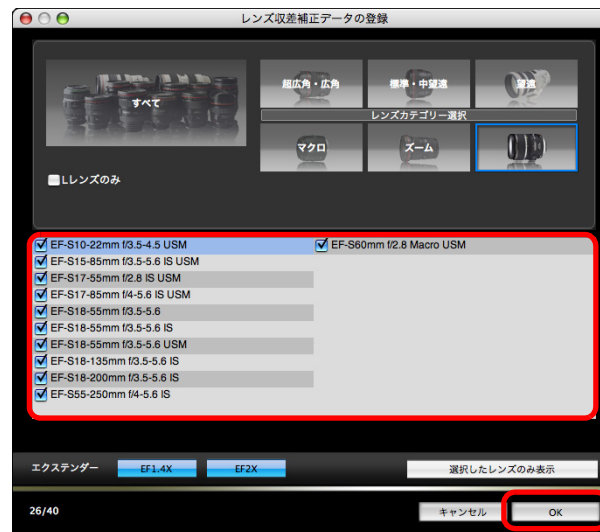 レンズ収差補正データの登録
すべて
超広角・広角
標準・中望遠
望遠
レンズカテゴリー選択
マクロ
ズーム
Lレンズのみ
EF-S10-22mm f/3.5-4.5 USM
EF-S15-85mm f/3.5-5.6 IS USM
EF-S17-55mm f/2.8 IS USM
EF-S17-85mm f/4-5.6 IS USM
EF-S18-55mm f/3.5-5.6
EF-S18-55mm f/3.5-5.6 IS
EF-S18-55mm f/3.5-5.6 USM
EF-S18-135mm f/3.5-5.6 IS
EF-S18-200mm f/3.5-5.6 IS
EF-S55-250mm f/4-5.6 IS
EF-S60mm f/2.8 Macro USM
エクステンダー
EF1.4X
EF2X
選択したレンズのみ表示
26/40
キャンセル
OK